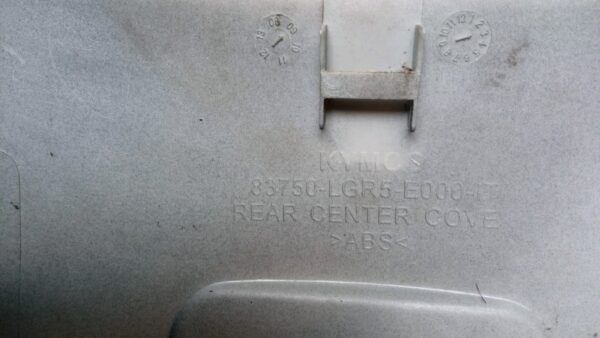 KYMCO
83750-LGR5-E000-IT
REAR CENTER COVE
>ABS<